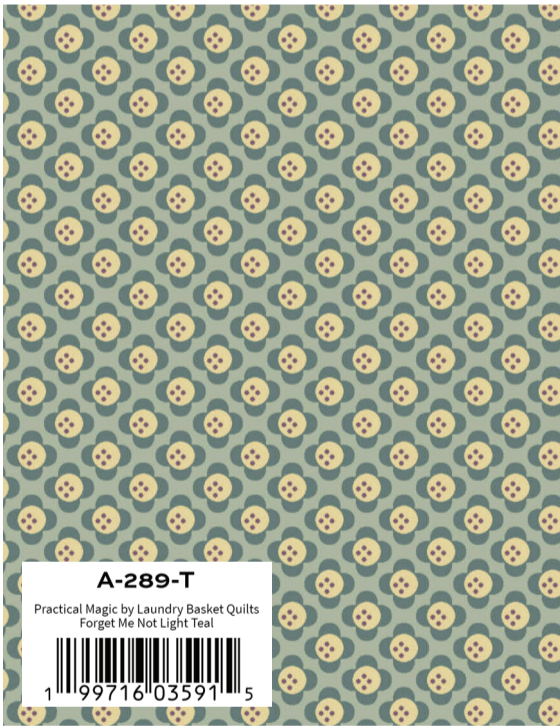 A-289-T
Practical Magic by Laundry Basket Quilts
Forget Me Not Light Teal
1 99716 03591 5